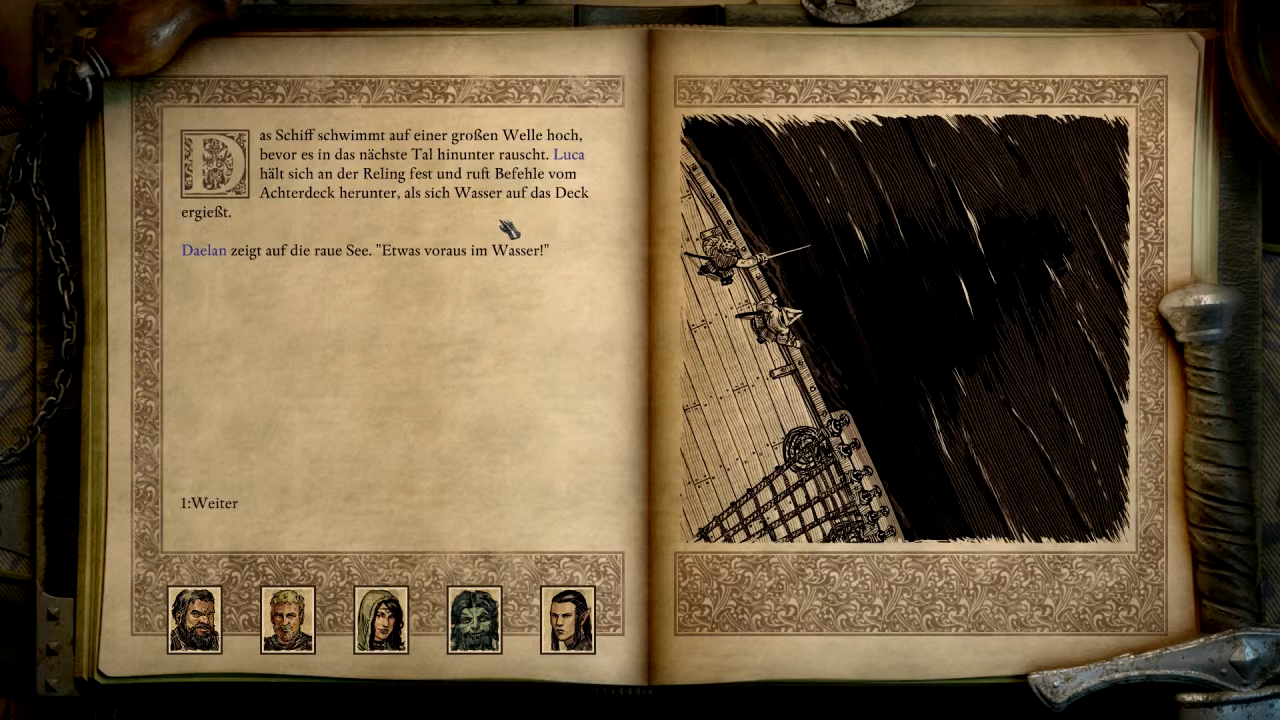 Das Schiff schwimmt auf einer großen Welle hoch,
bevor es in das nächste Tal hinunter rauscht. Luca
hält sich an der Reling fest und ruft Befehle vom
Achterdeck herunter, als sich Wasser auf das Deck
ergießt.
Daelan zeigt auf die raue See. "Etwas voraus im Wasser!"
1:Weiter